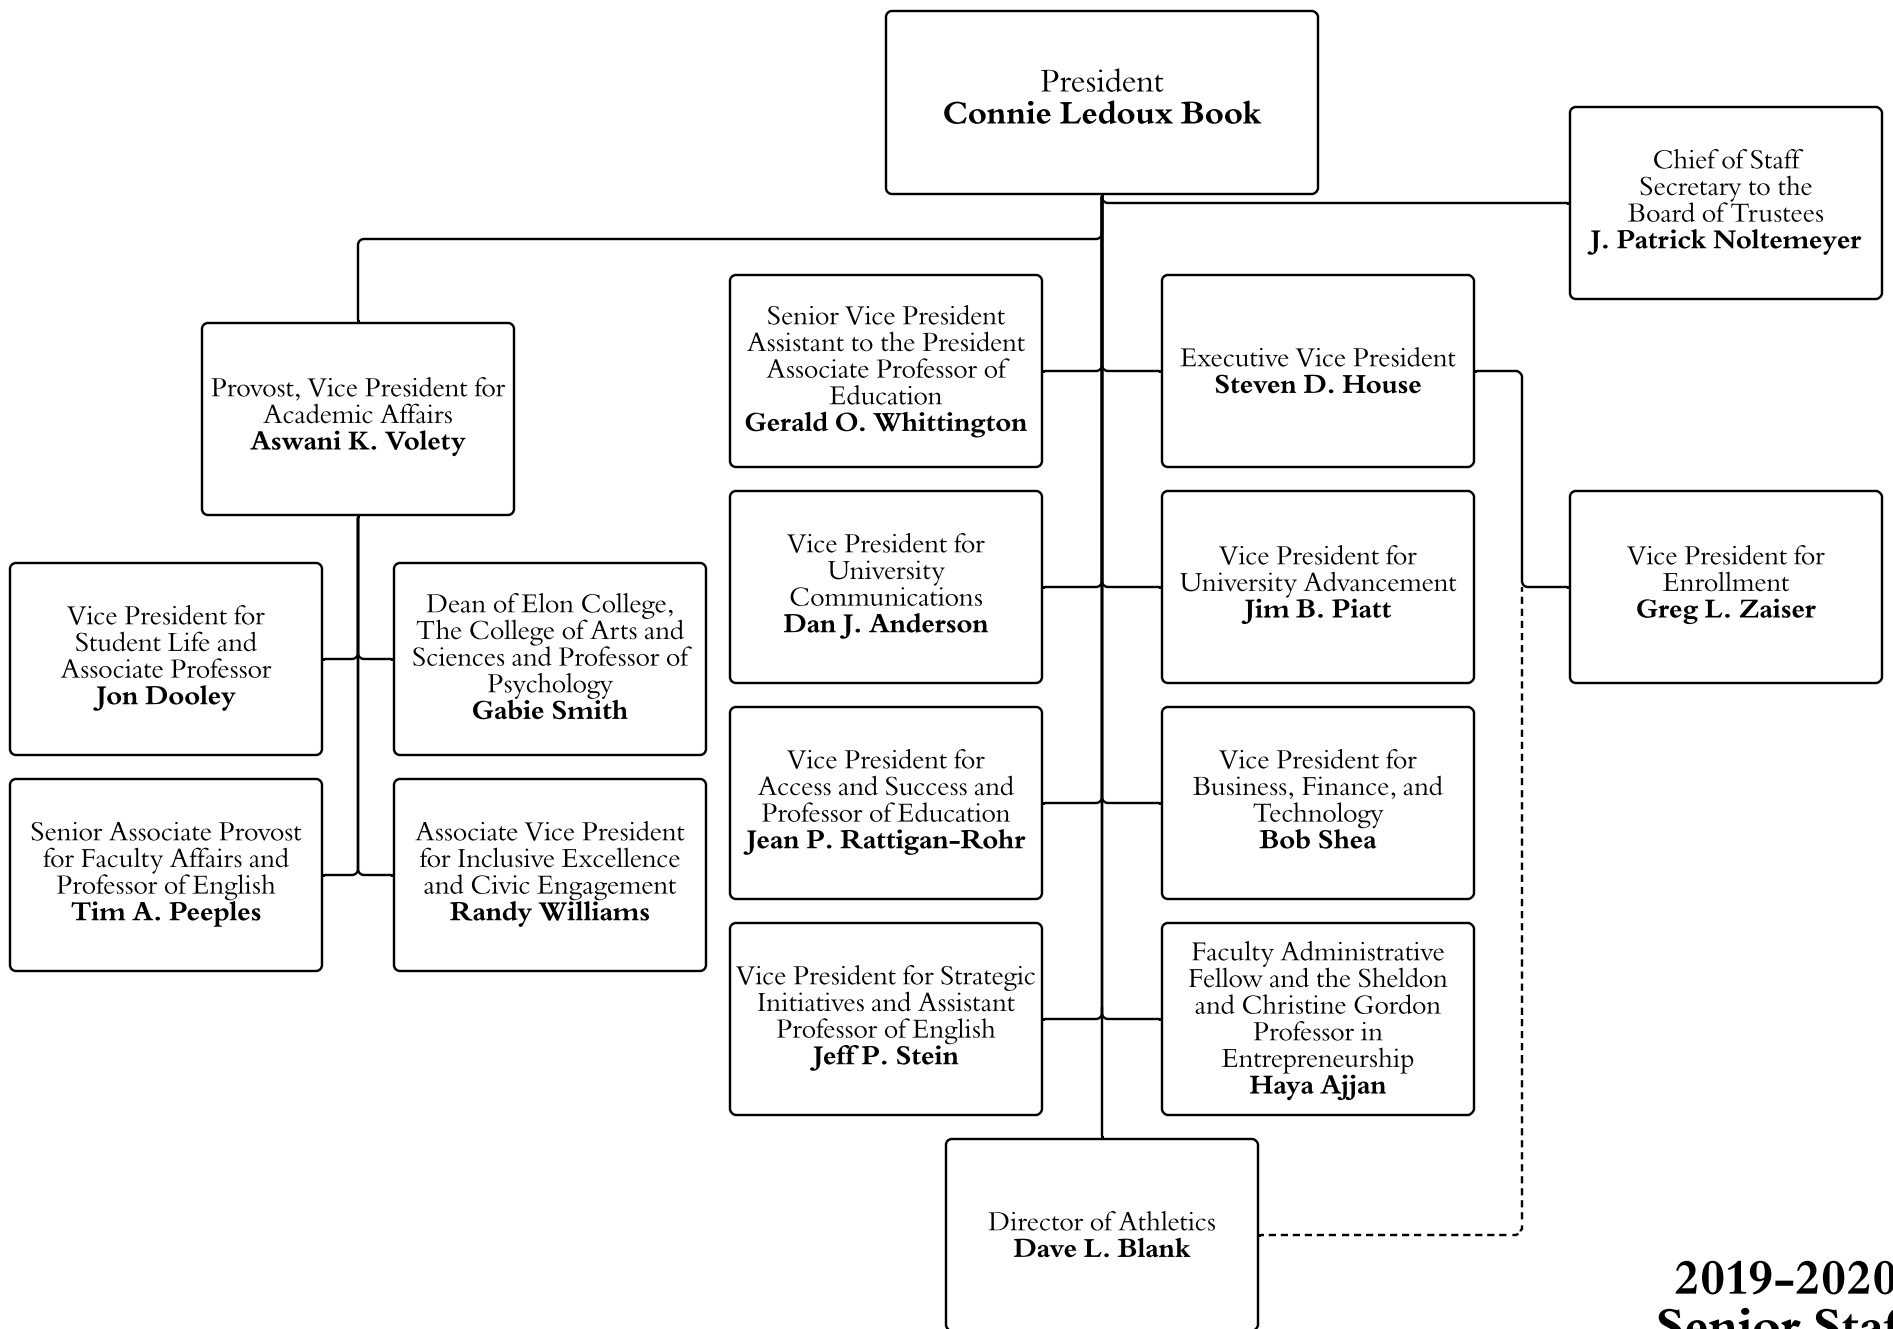 President
Connie Ledoux Book
Chief of Staff
Secretary to the
Board of Trustees
J. Patrick Noltemeyer
Provost, Vice President for
Academic Affairs
Aswani K. Volety
Senior Vice President
Assistant to the President
Associate Professor of
Education
Gerald O. Whittington
Executive Vice President
Steven D. House
Vice President for
Student Life and
Associate Professor
Jon Dooley
Dean of Elon College,
The College of Arts and
Sciences and Professor of
Psychology
Gabie Smith
Vice President for
University
Communications
Dan J. Anderson
Vice President for
University Advancement
Jim B. Piatt
Vice President for
Enrollment
Greg L. Zaiser
Senior Associate Provost
for Faculty Affairs and
Professor of English
Tim A. Peeples
Associate Vice President
for Inclusive Excellence
and Civic Engagement
Randy Williams
Vice President for
Access and Success and
Professor of Education
Jean P. Rattigan-Rohr
Vice President for
Business, Finance, and
Technology
Bob Shea
Vice President for Strategic
Initiatives and Assistant
Professor of English
Jeff P. Stein
Faculty Administrative
Fellow and the Sheldon
and Christine Gordon
Professor in
Entrepreneurship
Haya Ajjan
Director of Athletics
Dave L. Blank
2019-2020
Senior